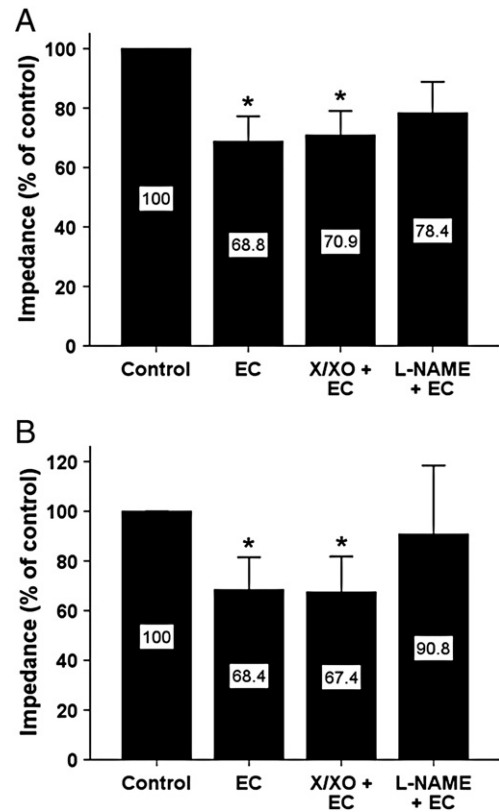 A
Impedance (% of control)
100
80
60
40
20
0
*
*
100
68.8
70.9
78.4
Control
EC
X/XO +
EC
L-NAME
+ EC
B
Impedance (% of control)
120
100
80
60
40
20
0
*
*
100
68.4
67.4
90.8
Control
EC
X/XO +
EC
L-NAME
+ EC